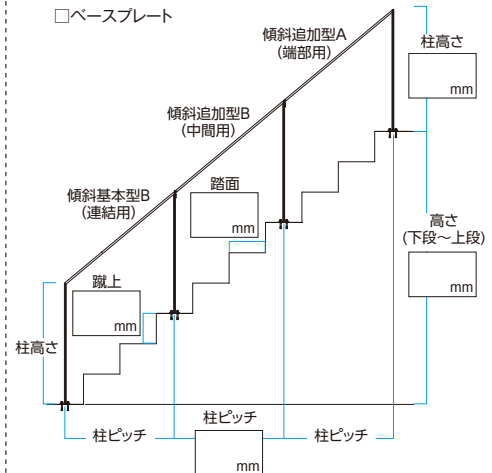 □ベースプレート
傾斜追加型A
(端部用)
柱高さ
mm
傾斜追加型B
(中間用)
傾斜基本型B
(連結用)
踏面
mm
高さ
(下段～上段)
mm
蹴上
mm
柱高さ
柱ピッチ
柱ピッチ
mm
柱ピッチ